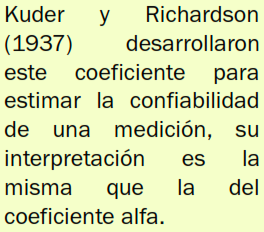 Kuder y Richardson
(1937) desarrollaron
este coeficiente para
estimar la confiabilidad
de una medición, su
interpretación es la
misma que la del
coeficiente alfa.